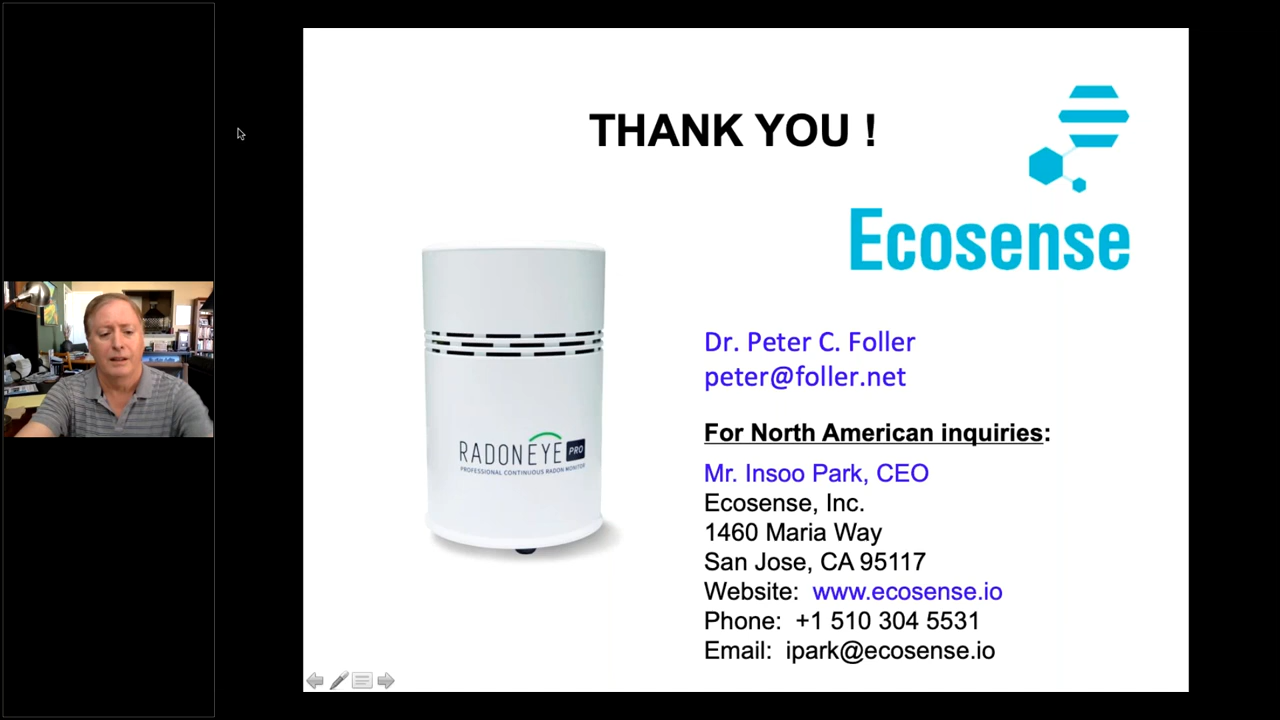 THANK YOU !
Ecosense
RADONEYE PRO
PROFESSIONAL CONTINUOUS RADON MONITOR
Dr. Peter C. Foller
peter@foller.net
For North American inquiries:
Mr. Insoo Park, CEO
Ecosense, Inc.
1460 Maria Way
San Jose, CA 95117
Website: www.ecosense.io
Phone: +1 510 304 5531
Email: ipark@ecosense.io